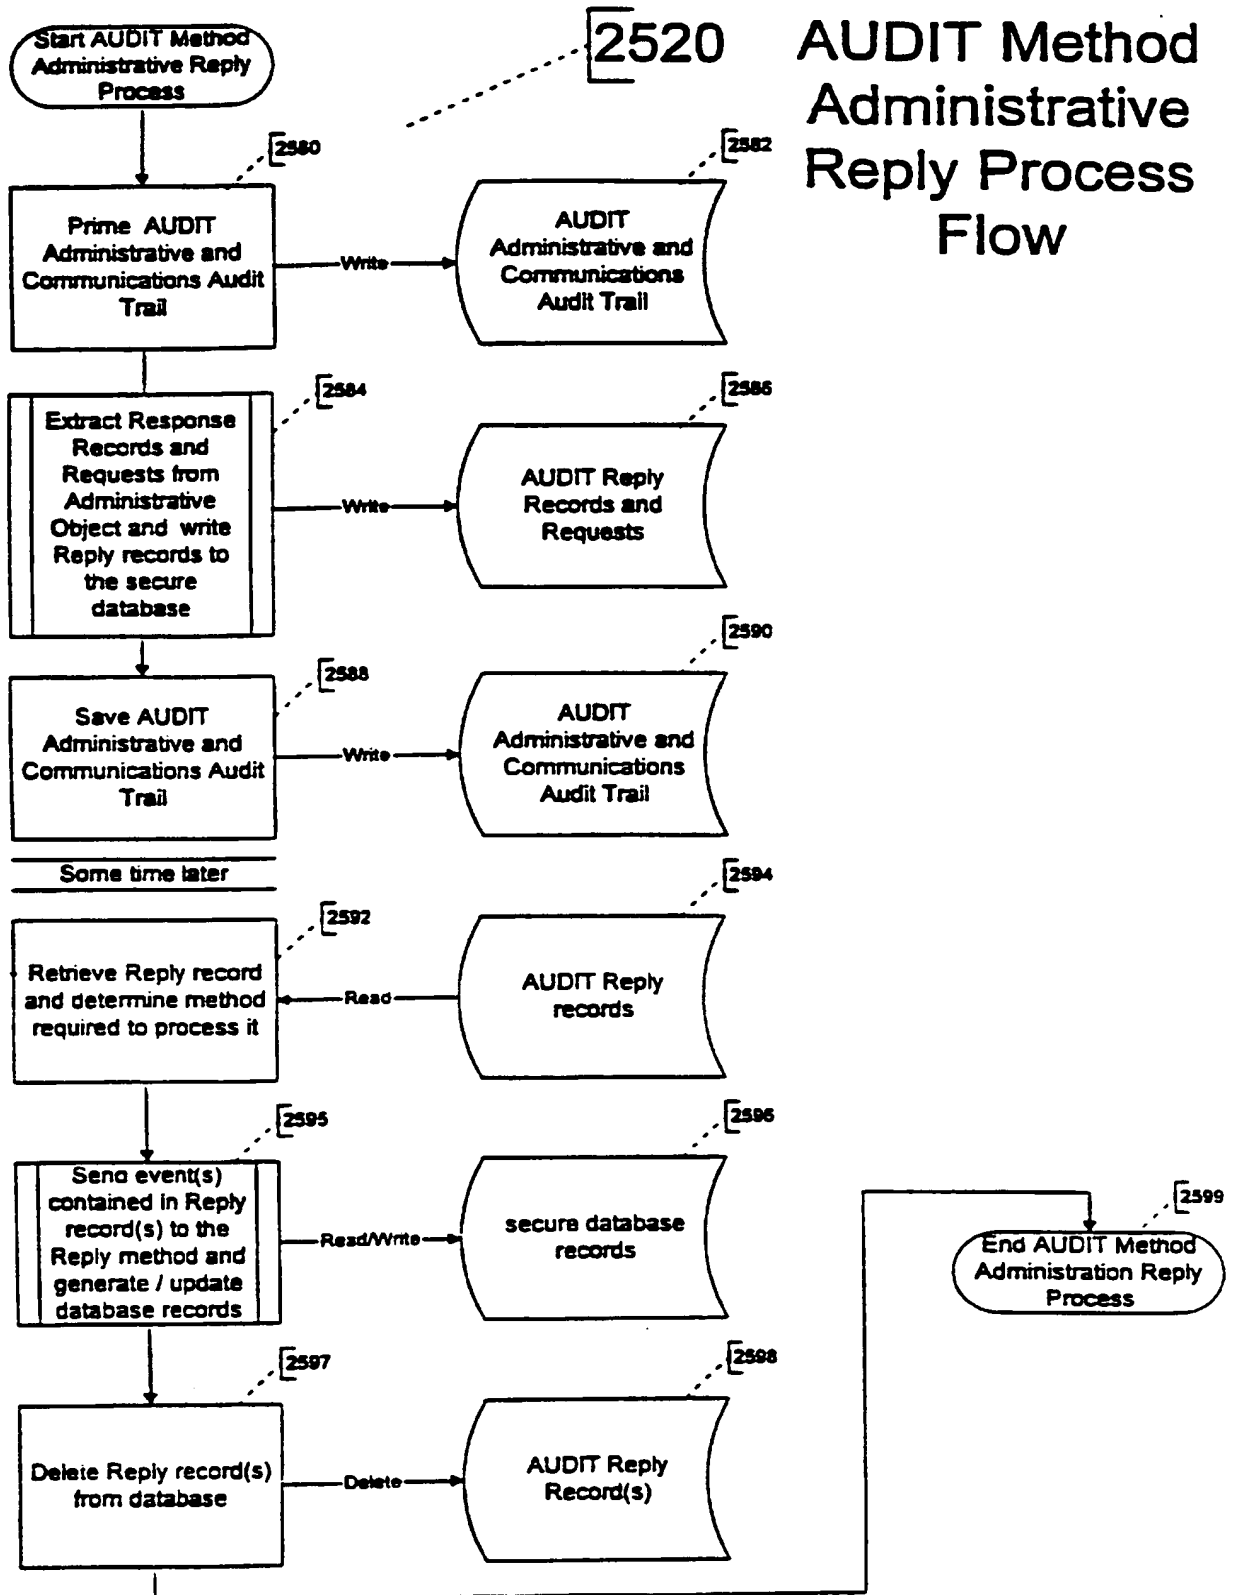 2520
AUDIT Method
Administrative
Reply Process
Flow
Start AUDIT Method
Administrative Reply
Process
2580
Prime AUDIT
Administrative and
Communications Audit
Trail
Write
2582
AUDIT
Administrative and
Communications
Audit Trail
2584
Extract Response
Records and
Requests from
Administrative
Object and write
Reply records to
the secure
database
Write
2586
AUDIT Reply
Records and
Requests
2588
Save AUDIT
Administrative and
Communications Audit
Trail
Write
2590
AUDIT
Administrative and
Communications
Audit Trail
Some time later
2592
Retrieve Reply record
and determine method
required to process it
Read
2594
AUDIT Reply
records
2595
Send event(s)
contained in Reply
record(s) to the
Reply method and
generate / update
database records
Read/Write
2596
secure database
records
2597
Delete Reply record(s)
from database
Delete
2598
AUDIT Reply
Record(s)
2599
End AUDIT Method
Administration Reply
Process